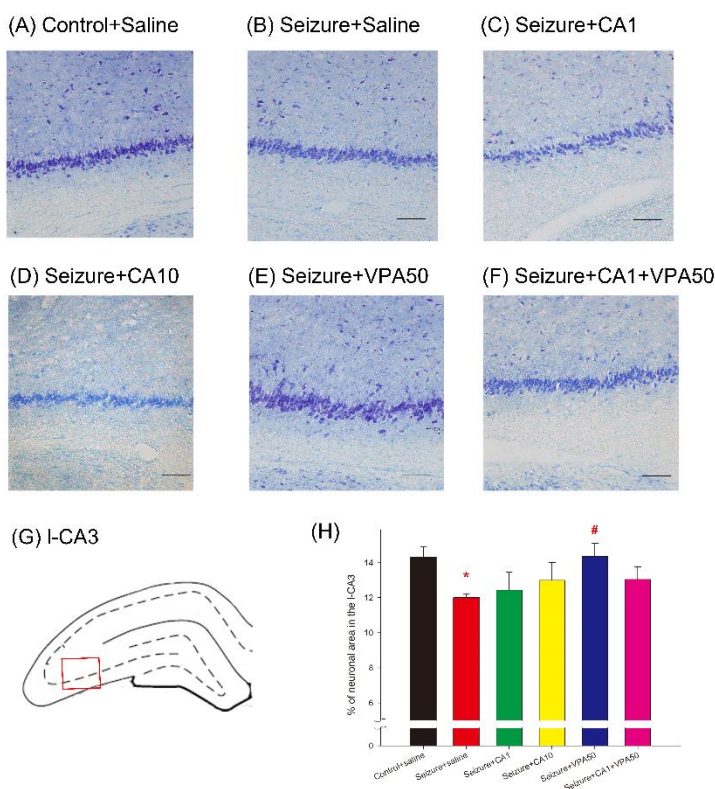 (A) Control+Saline
(B) Seizure+Saline
(C) Seizure+CA1
(D) Seizure+CA10
(E) Seizure+VPA50
(F) Seizure+CA1+VPA50
(G) l-CA3
(H)
% of neuronal area in the l-CA3
14
12
10
8
6
0
*
#
Control+saline
Seizure+saline
Seizure+CA1
Seizure+CA10
Seizure+VPA50
Seizure+CA1+VPA50